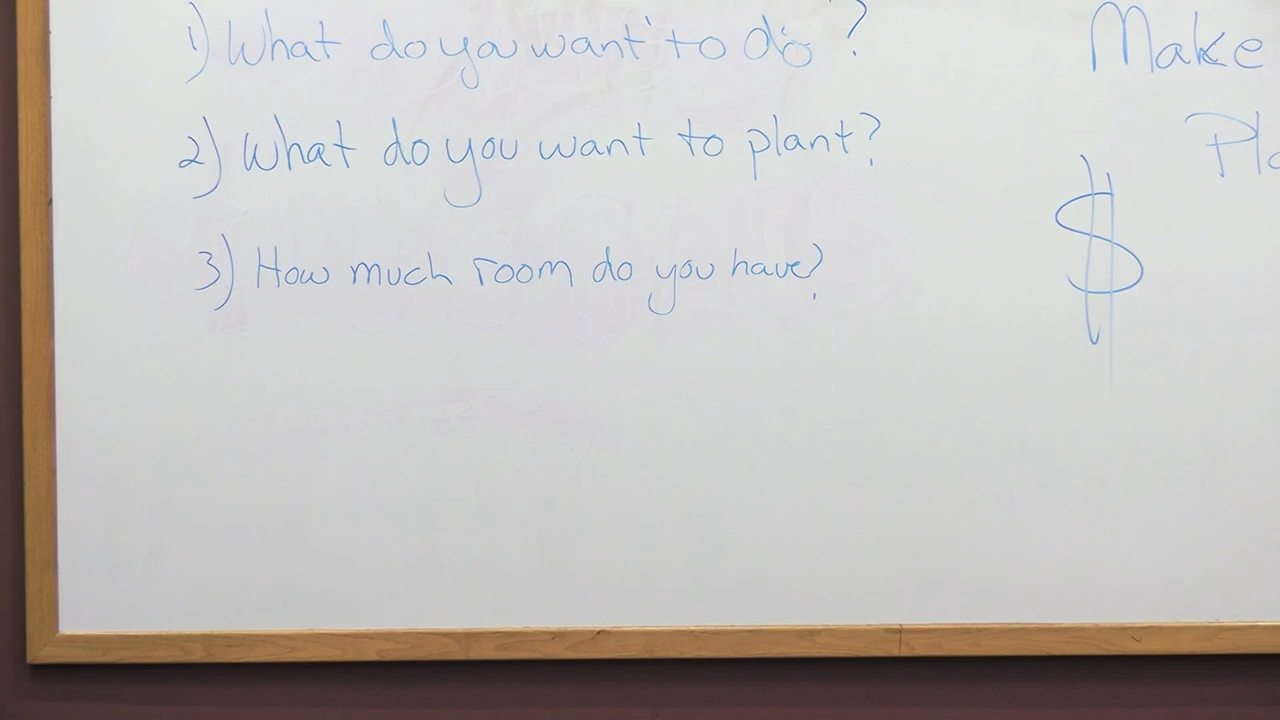 1) What do you want to do?
2) What do you want to plant?
3) How much room do you have?
Make
$